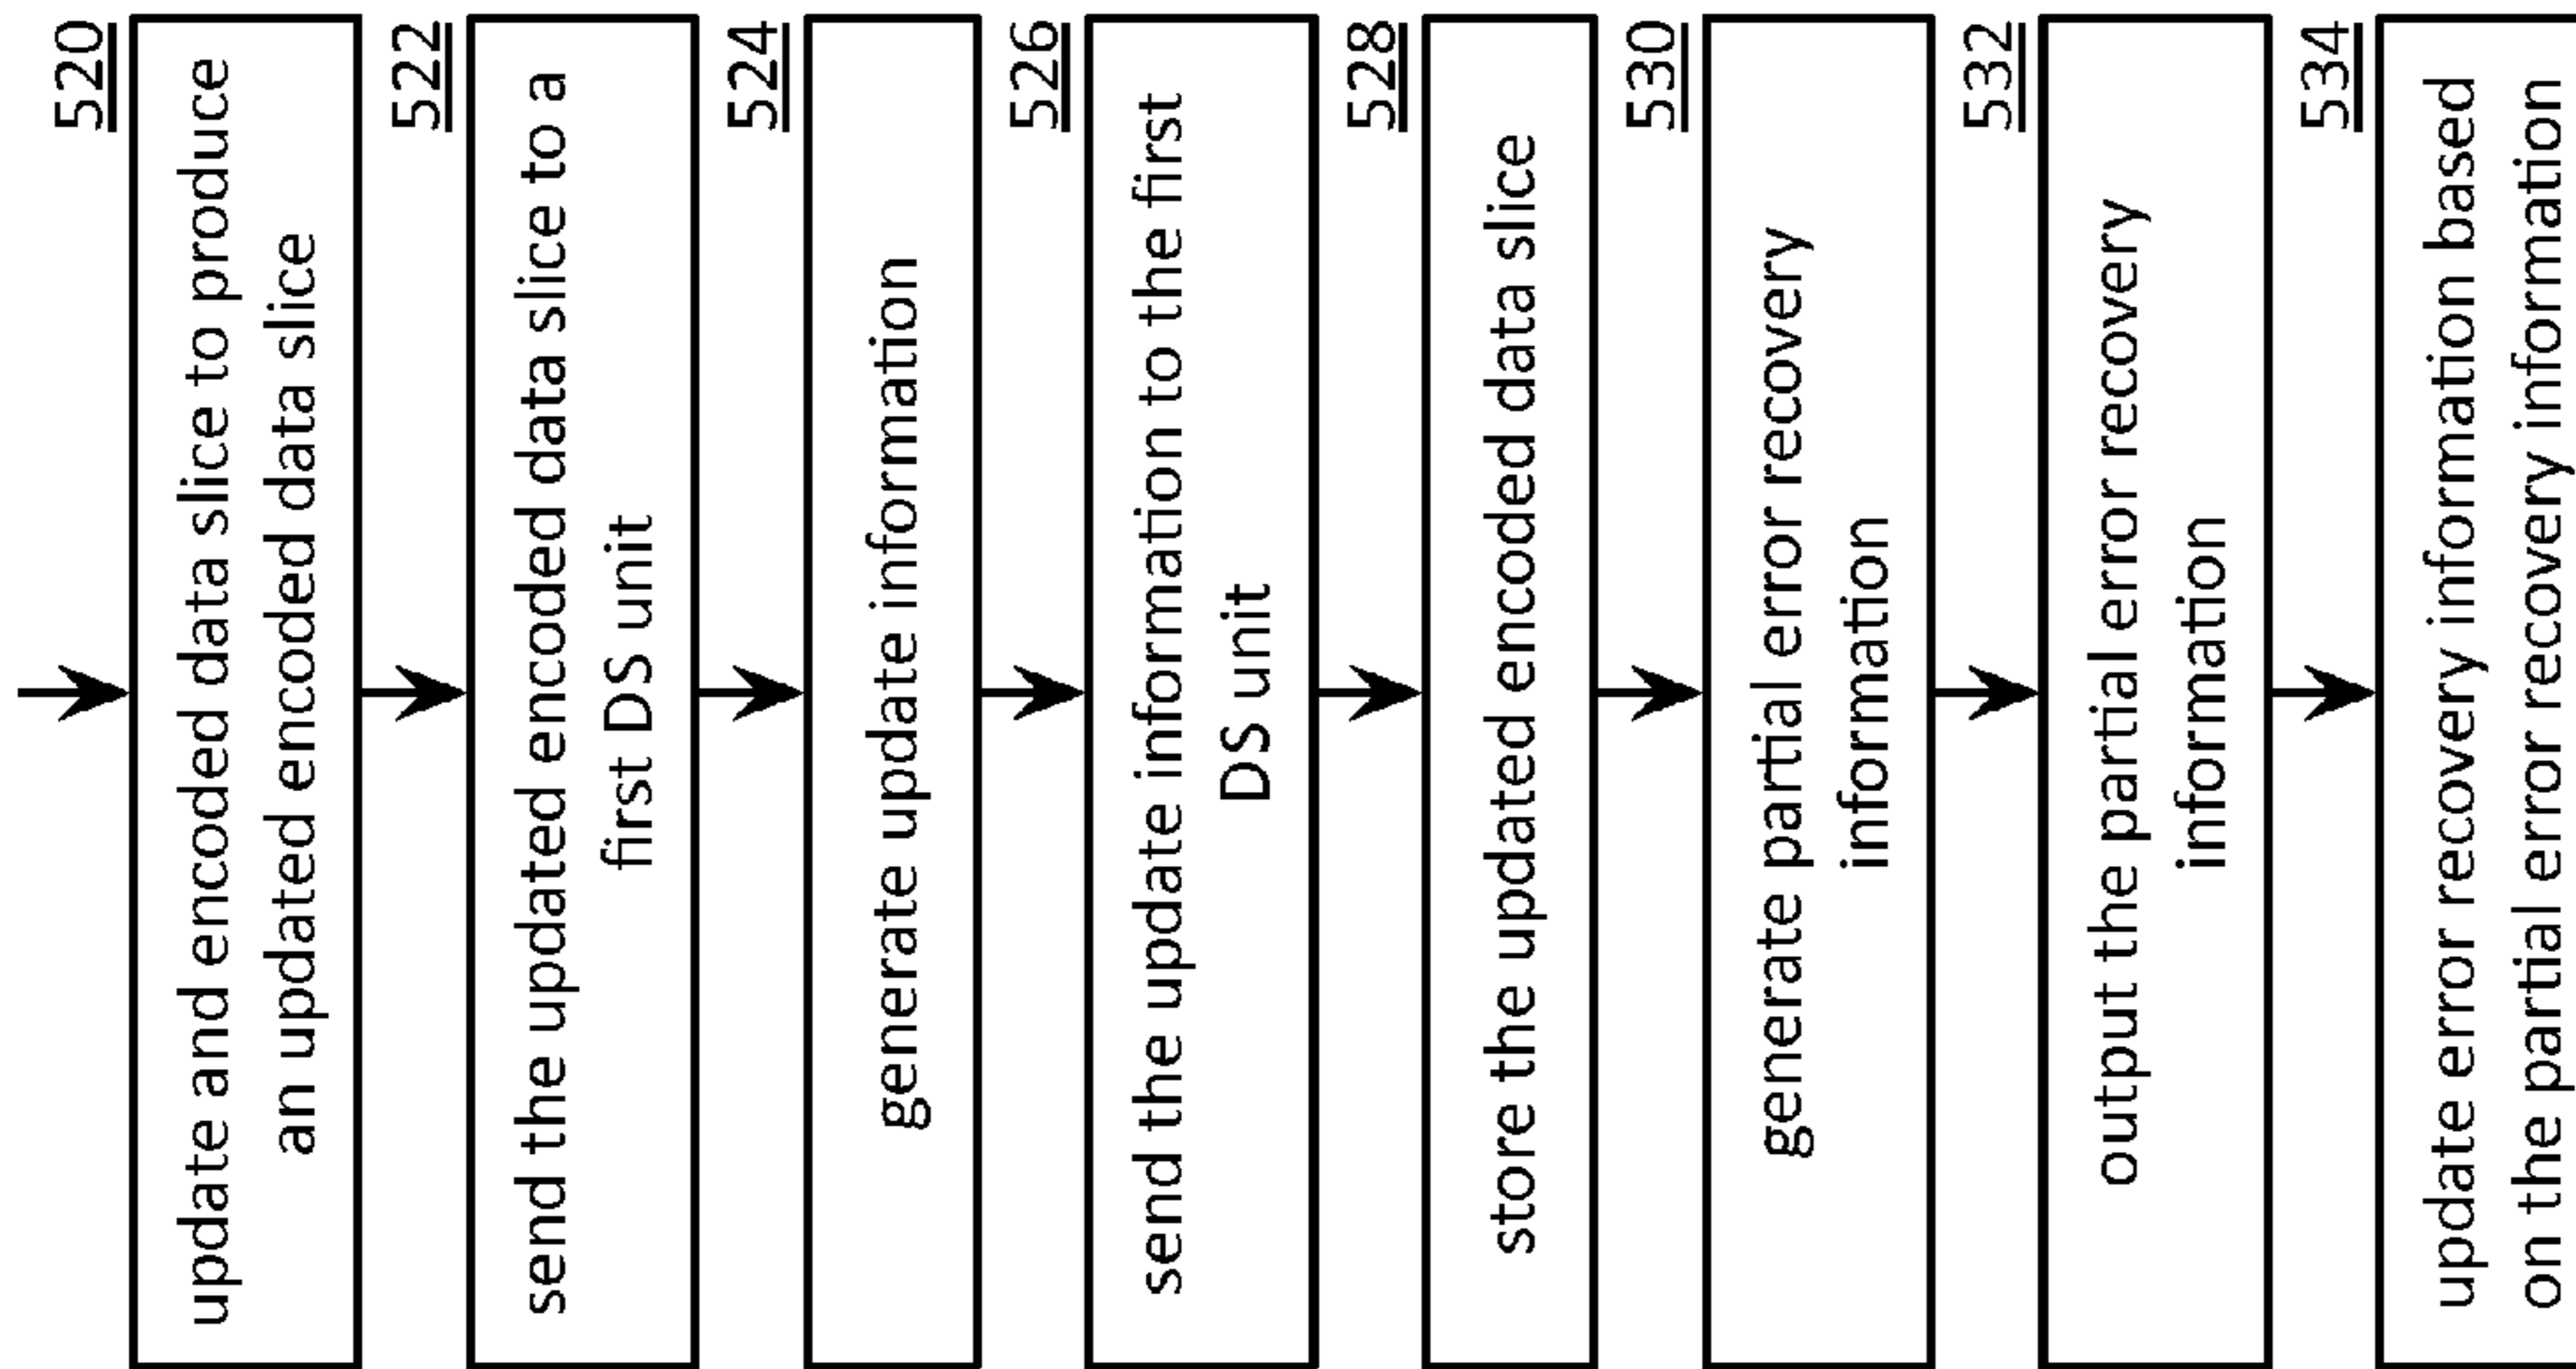 520
update and encoded data slice to produce
an updated encoded data slice
522
send the updated encoded data slice to a
first DS unit
524
generate update information
526
send the update information to the first
DS unit
528
store the updated encoded data slice
530
generate partial error recovery
information
532
output the partial error recovery
information
534
update error recovery information based
on the partial error recovery information